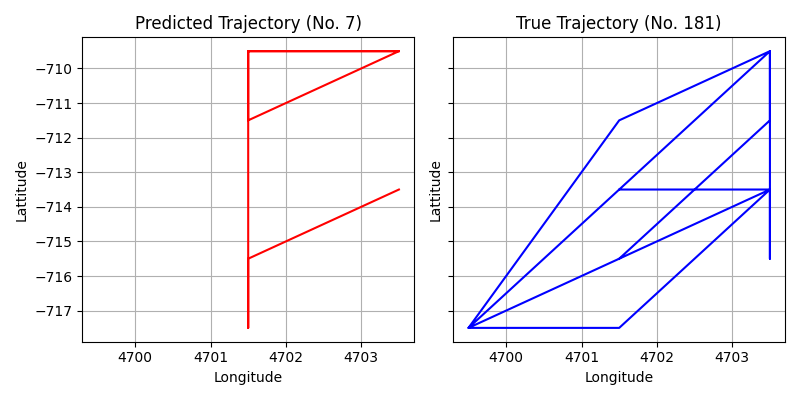 Predicted Trajectory (No. 7)
True Trajectory (No. 181)
−710
−711
−712
−713
−714
−715
−716
−717
Lattitude
Lattitude
4700 4701 4702 4703
4700 4701 4702 4703
Longitude
Longitude